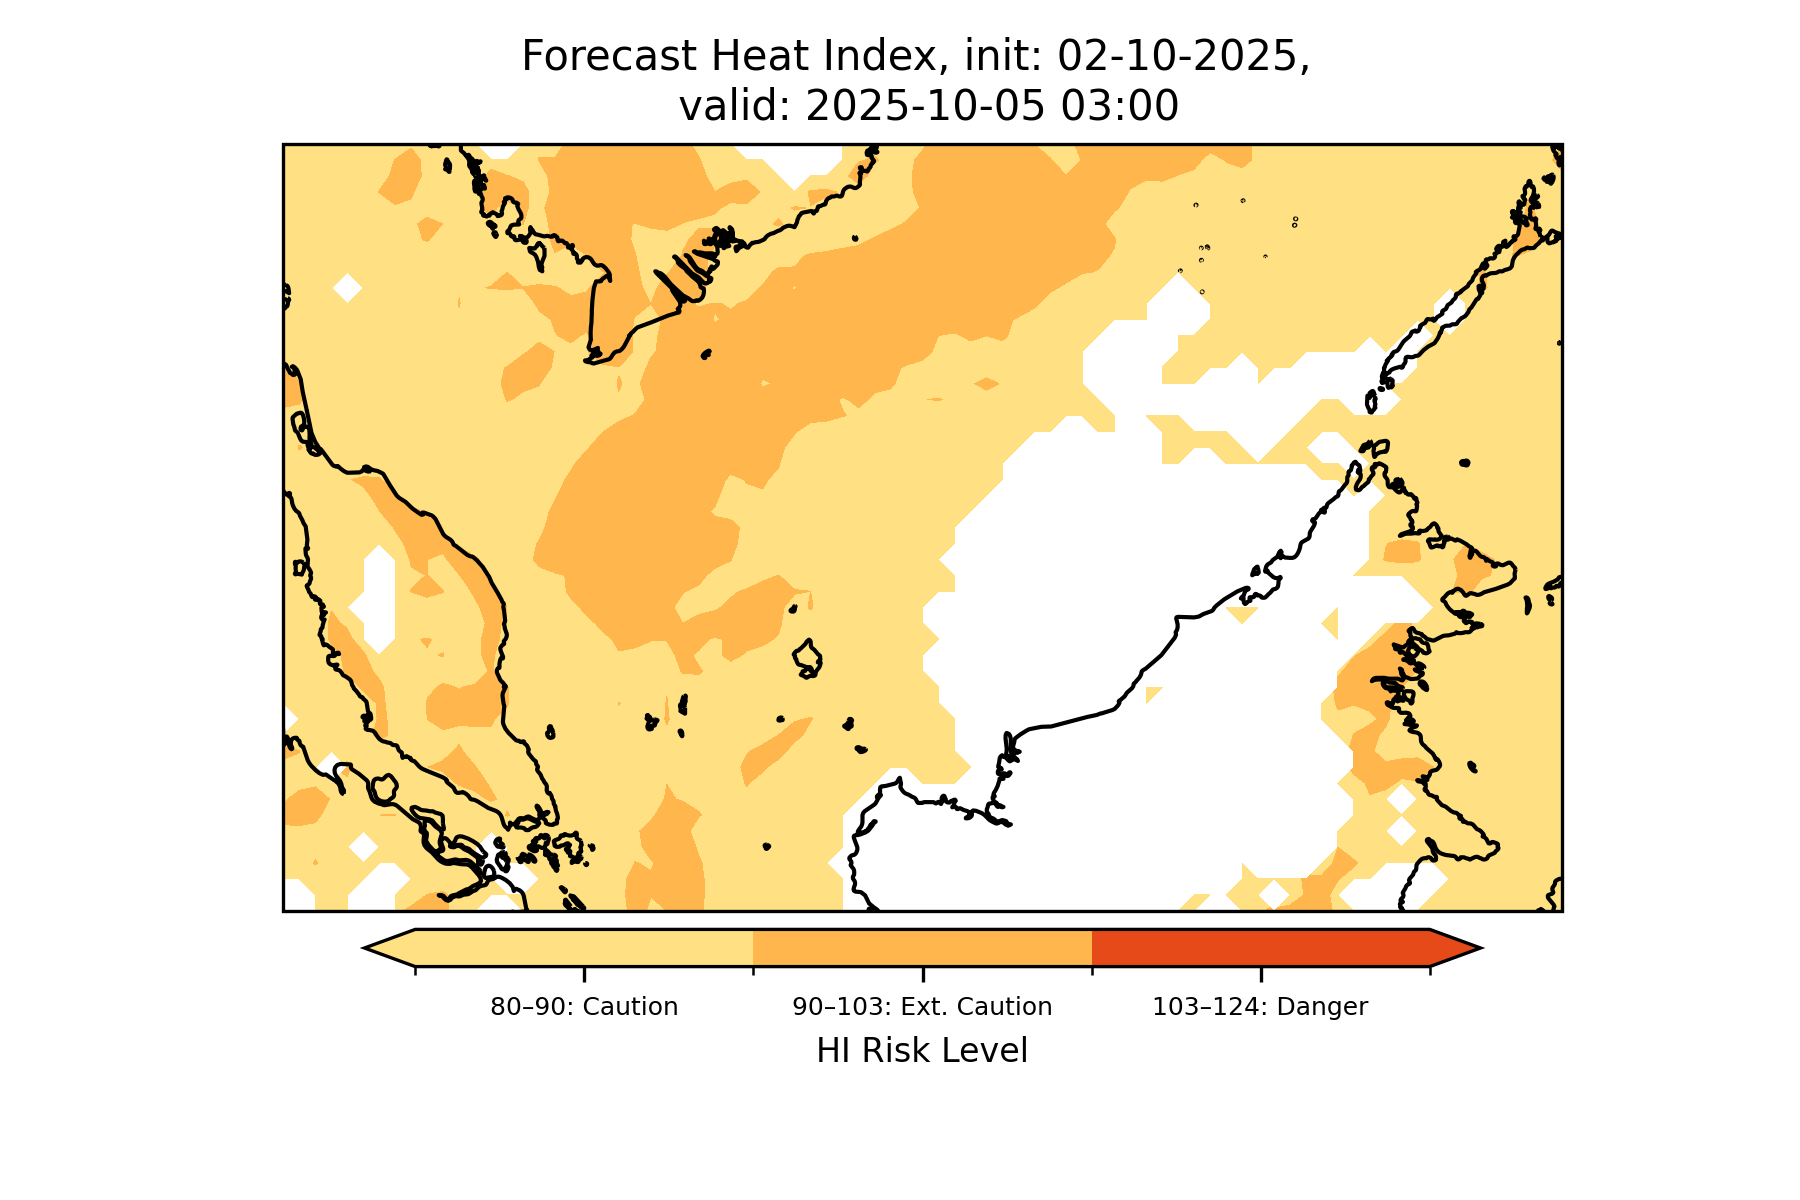 Forecast Heat Index, init: 02-10-2025,
valid: 2025-10-05 03:00
80–90: Caution
90–103: Ext. Caution
103–124: Danger
HI Risk Level